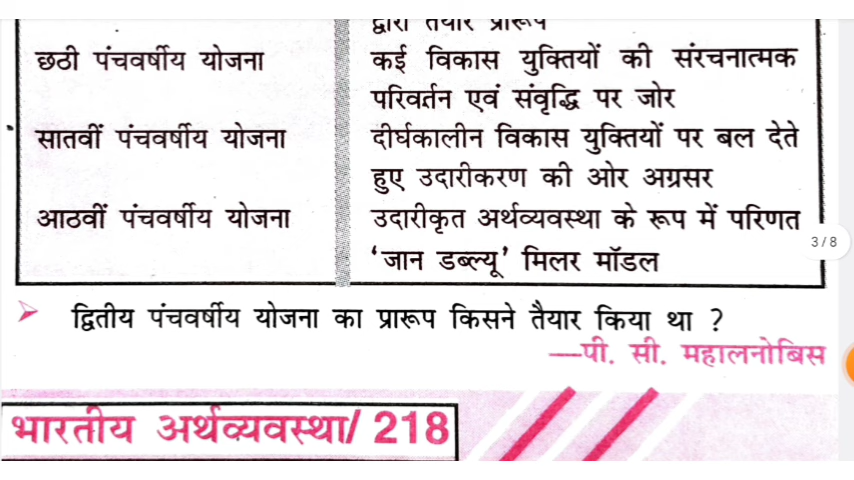 द्वारा तैयार प्रारूप
छठी पंचवर्षीय योजना कई विकास युक्तियों की संरचनात्मक
परिवर्तन एवं संवृद्धि पर जोर
सातवीं पंचवर्षीय योजना दीर्घकालीन विकास युक्तियों पर बल देते
हुए उदारीकरण की ओर अग्रसर
आठवीं पंचवर्षीय योजना उदारीकृत अर्थव्यवस्था के रूप में परिणत
3/8
‘जान डब्ल्यू’ मिलर मॉडल
द्वितीय पंचवर्षीय योजना का प्रारूप किसने तैयार किया था ?
—पी. सी. महालनोबिस
भारतीय अर्थव्यवस्था/ 218